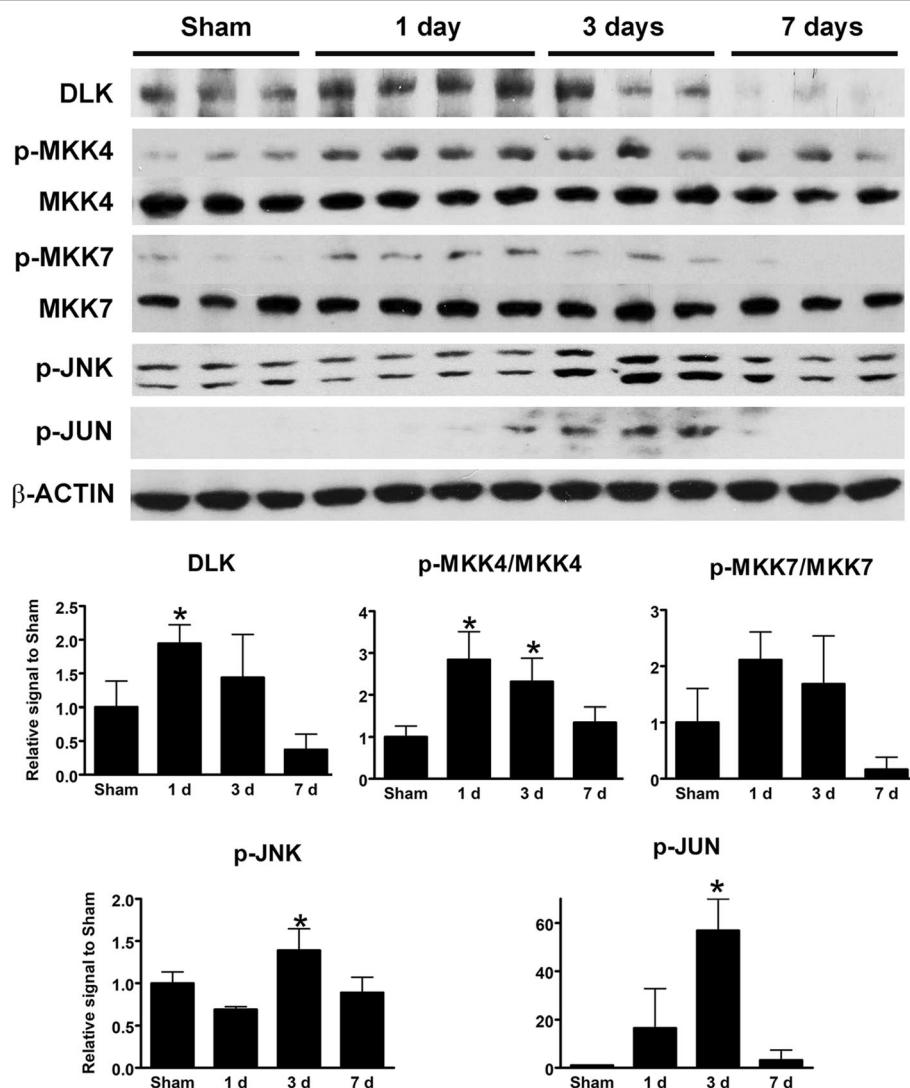 Sham 1 day 3 days 7 days
DLK
p-MKK4
MKK4
p-MKK7
MKK7
p-JNK
p-JUN
β-ACTIN
DLK p-MKK4/MKK4 p-MKK7/MKK7
Relative signal to Sham
2.5
2.0
1.5
1.0
0.5
0.0
*
Sham 1 d 3 d 7 d
4
3
2
1
0
* *
Sham 1 d 3 d 7 d
3
2
1
0
Sham 1 d 3 d 7 d
p-JNK p-JUN
Relative signal to Sham
2.0
1.5
1.0
0.5
0.0
*
Sham 1 d 3 d 7 d
60
40
20
0
*
Sham 1 d 3 d 7 d